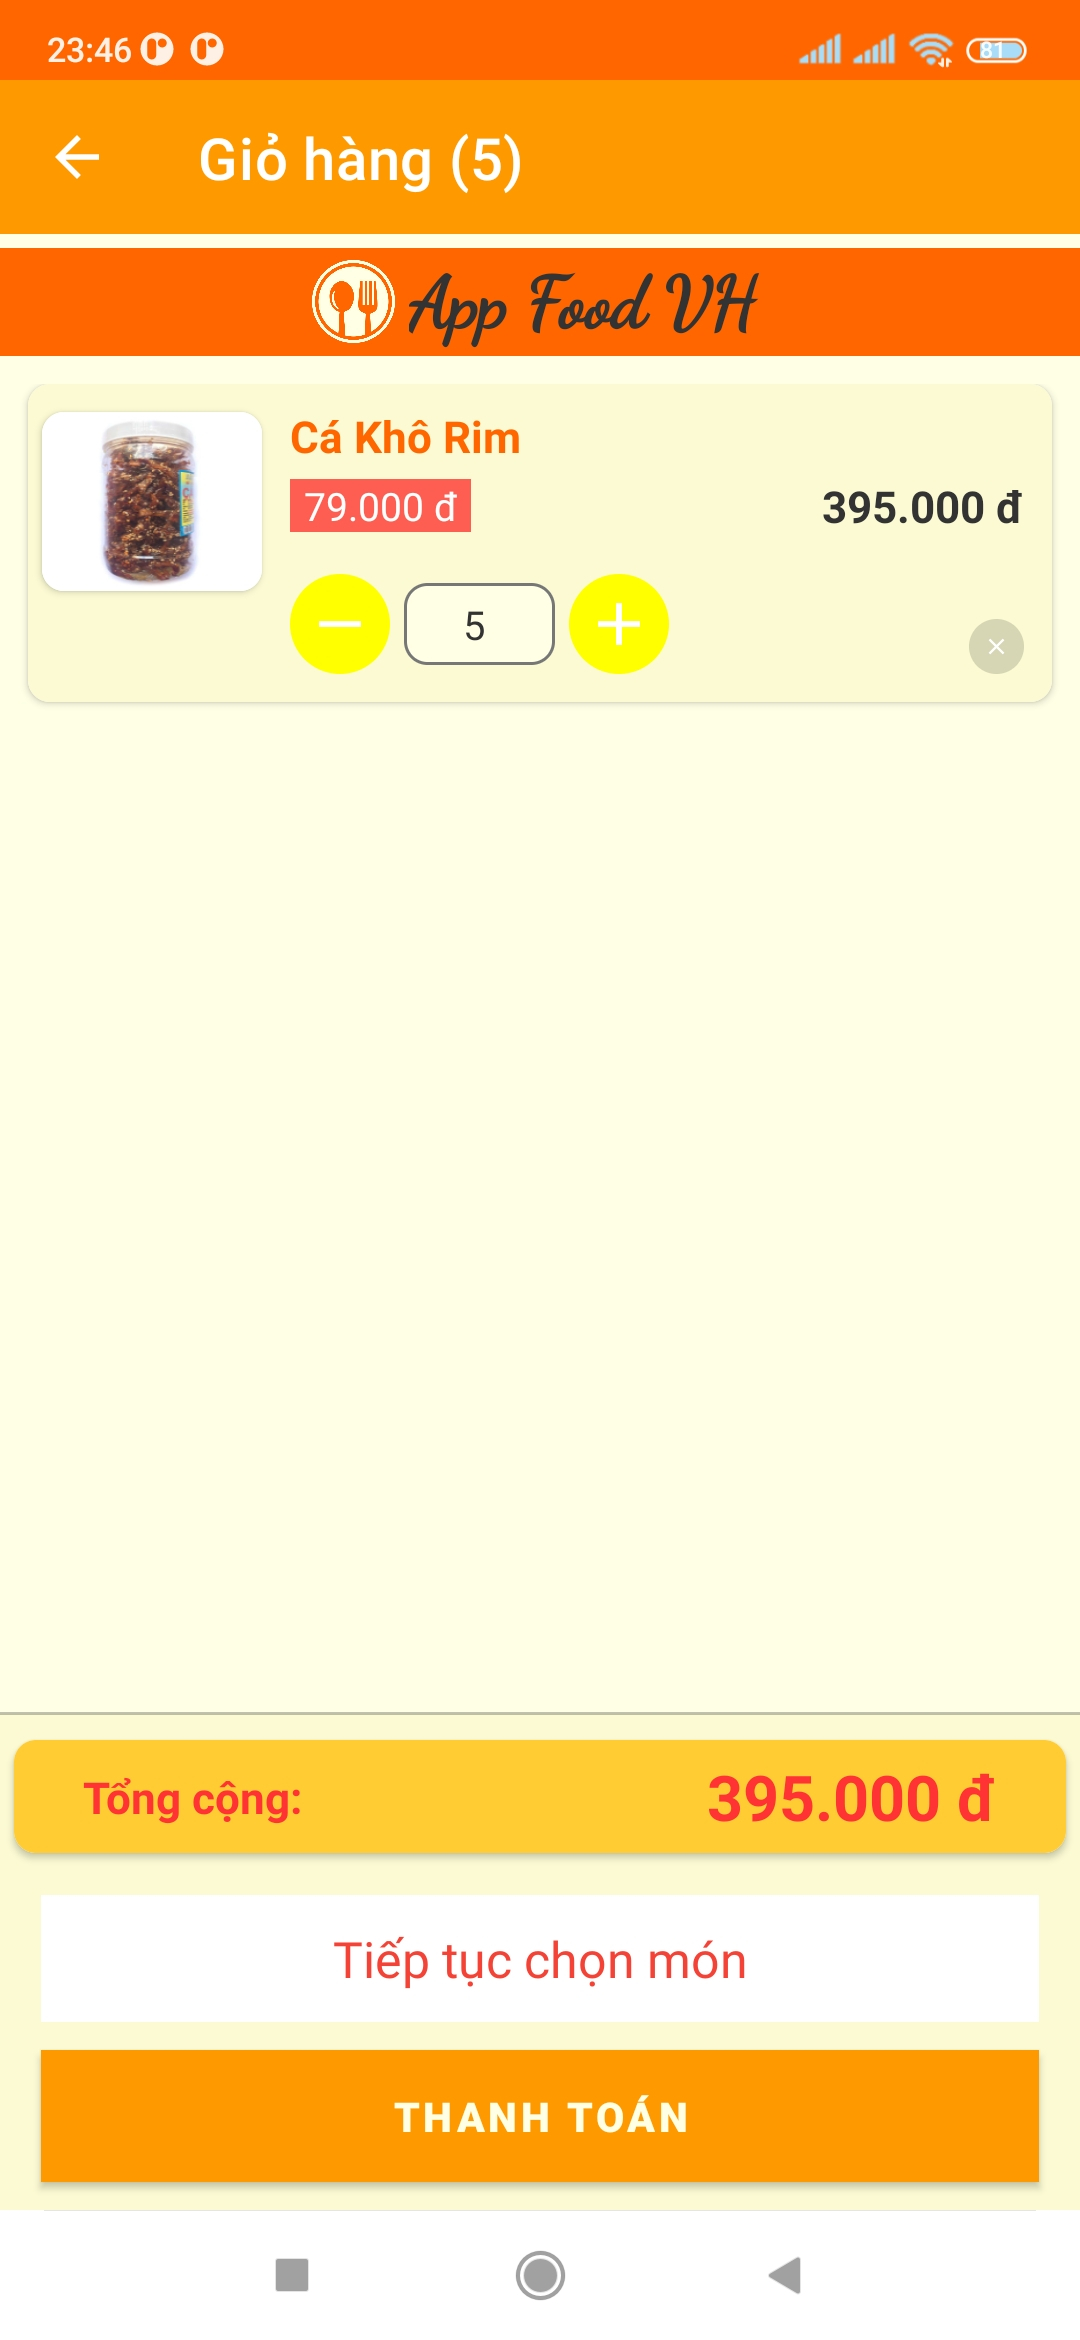 23:46
81
Giỏ hàng (5)
App Food VH
Cá Khô Rim
79.000 đ
395.000 đ
5
Tổng cộng:
395.000 đ
Tiếp tục chọn món
THANH TOÁN